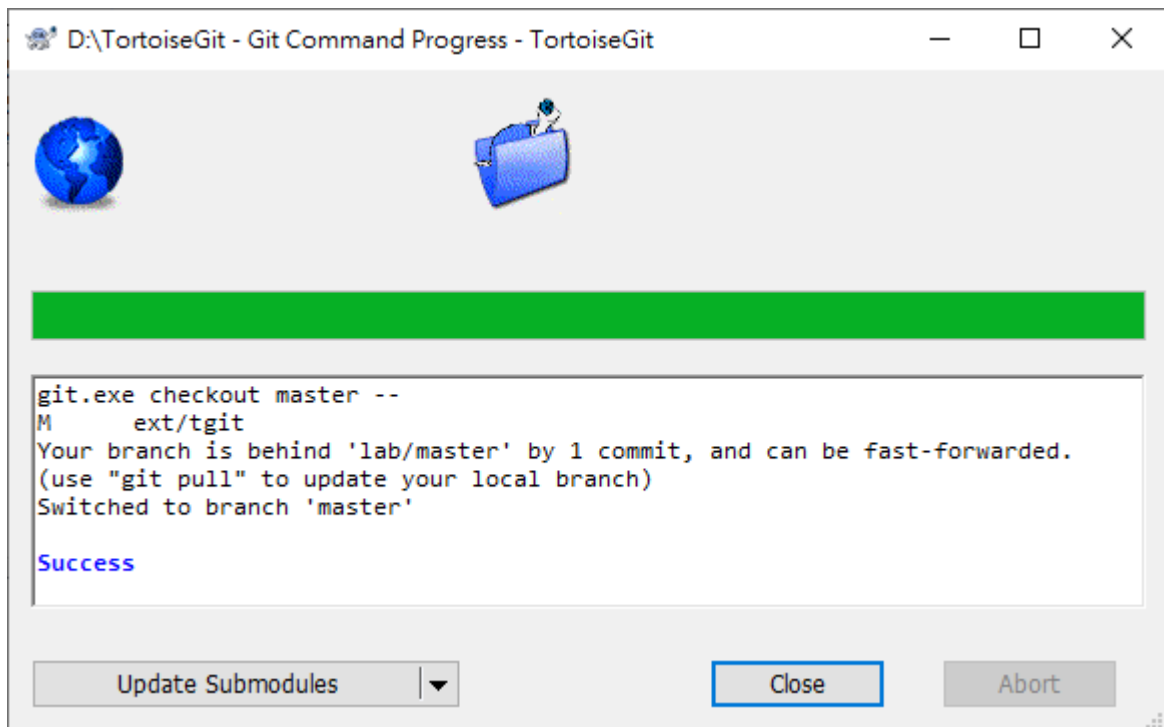 D:\TortoiseGit - Git Command Progress - TortoiseGit
git.exe checkout master --
M       ext/tgit
Your branch is behind 'lab/master' by 1 commit, and can be fast-forwarded.
(use "git pull" to update your local branch)
Switched to branch 'master'
Success
Update Submodules
Close
Abort